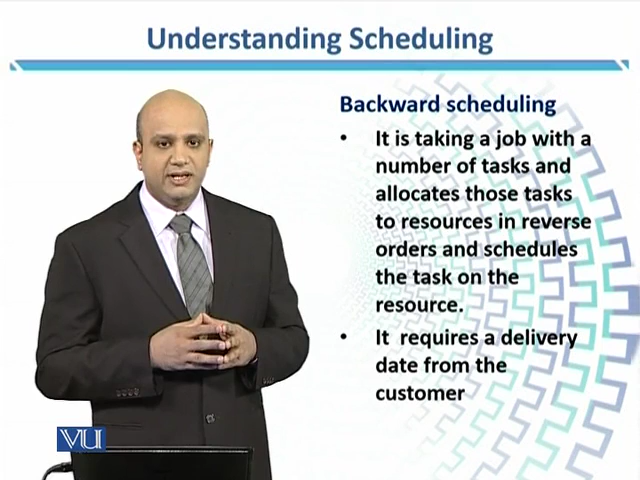 Understanding Scheduling
Backward scheduling
• It is taking a job with a
number of tasks and
allocates those tasks
to resources in reverse
orders and schedules
the task on the
resource.
• It requires a delivery
date from the
customer
VU